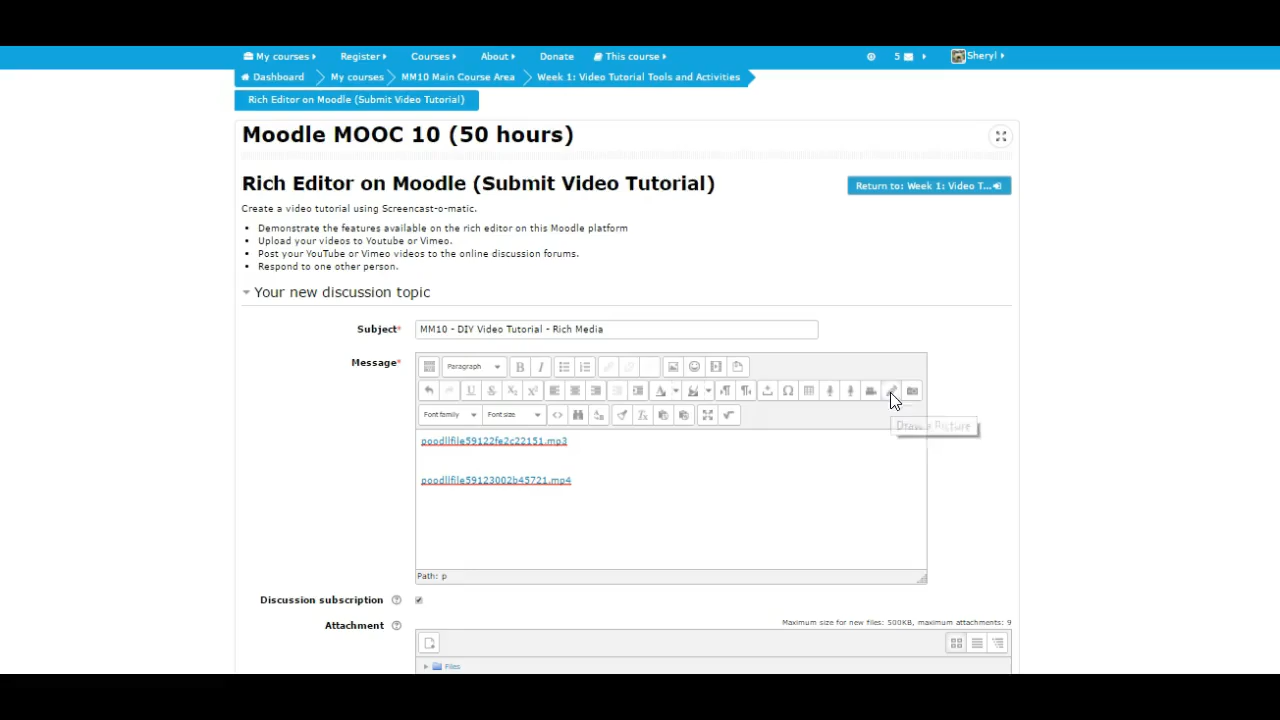 My courses Register Courses About Donate This course 5 Sheryl
Dashboard My courses MM10 Main Course Area Week 1: Video Tutorial Tools and Activities
Rich Editor on Moodle (Submit Video Tutorial)
Moodle MOOC 10 (50 hours)
Rich Editor on Moodle (Submit Video Tutorial)
Return to: Week 1: Video T...
Create a video tutorial using Screencast-o-matic.
Demonstrate the features available on the rich editor on this Moodle platform
Upload your videos to Youtube or Vimeo.
Post your YouTube or Vimeo videos to the online discussion forums.
Respond to one other person.
Your new discussion topic
Subject* MM10 - DIY Video Tutorial - Rich Media
Message* Paragraph B I
Font family Font size
Draw a Picture
poodllfile59122fe2c22151.mp3
poodllfile59123002b45721.mp4
Path: p
Discussion subscription
Attachment
Maximum size for new files: 500KB, maximum attachments: 9
Files